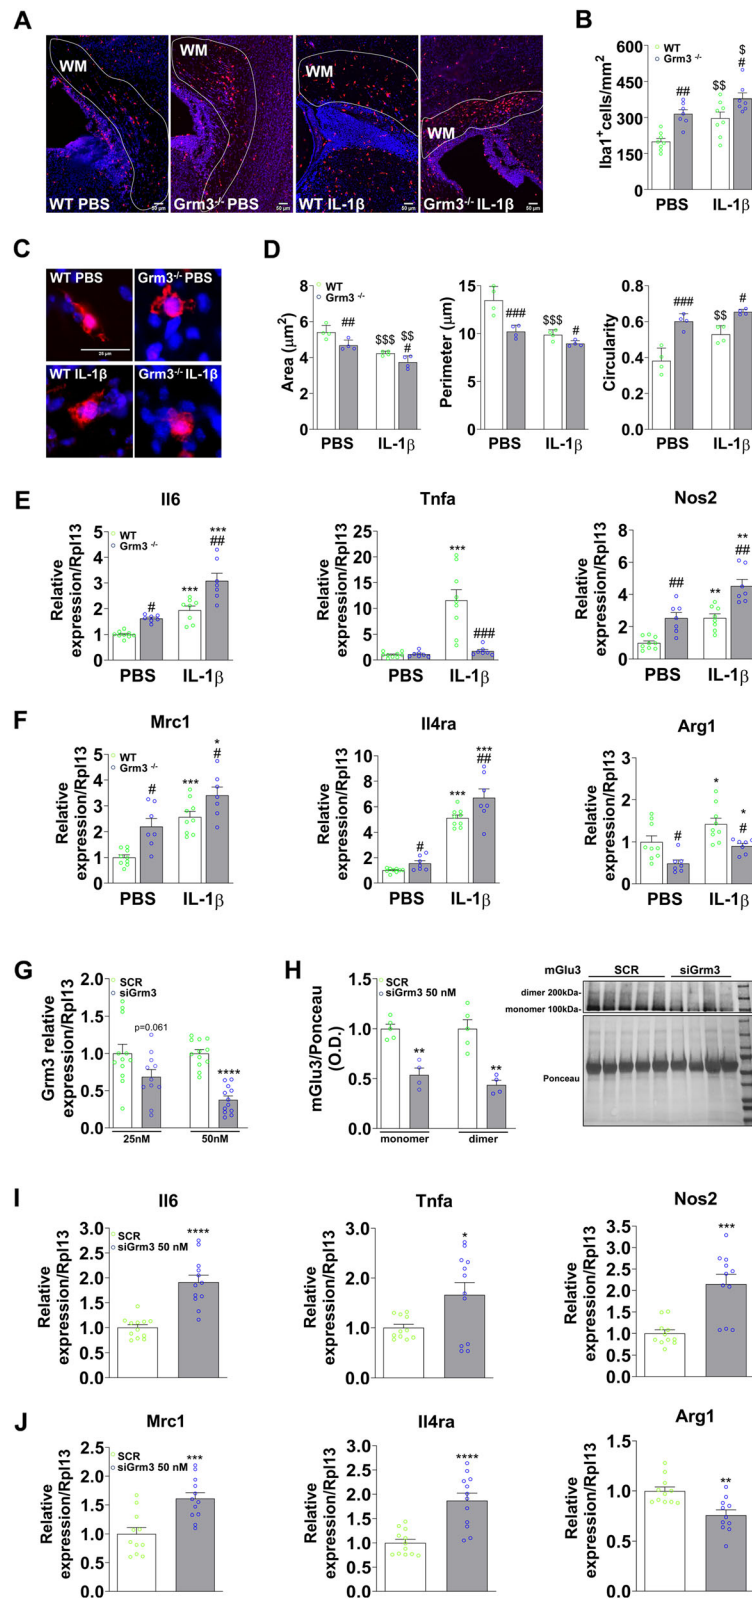 A
WM
WM
WM
WM
WT PBS
50 µm
Grm3-/- PBS
50 µm
WT IL-1β
50 µm
Grm3-/- IL-1β
50 µm
B
WT
Grm3 -/-
Iba1+cells/mm2
600
450
300
150
0
##
$$
$
#
PBS
IL-1β
C
WT PBS
25 µm
Grm3-/- PBS
WT IL-1β
Grm3-/- IL-1β
D
WT
Grm3 -/-
Area (µm2)
8
6
4
2
0
##
$$$
$$
#
PBS
IL-1β
Perimeter (µm)
15
10
5
0
###
$$$
#
PBS
IL-1β
Circularity
0.8
0.6
0.4
0.2
0.0
###
$$
#
PBS
IL-1β
E
Il6
WT
Grm3 -/-
Relative
expression/Rpl13
5
4
3
2
1
0
#
***
***
##
PBS
IL-1β
Tnfa
Relative
expression/Rpl13
25
20
15
10
5
0
***
###
PBS
IL-1β
Nos2
Relative
expression/Rpl13
8
6
4
2
0
##
**
**
##
PBS
IL-1β
F
Mrc1
WT
Grm3 -/-
Relative
expression/Rpl13
5
4
3
2
1
0
#
***
*
#
PBS
IL-1β
Il4ra
Relative
expression/Rpl13
10
8
6
4
2
0
#
***
***
##
PBS
IL-1β
Arg1
Relative
expression/Rpl13
3
2
1
0
#
*
*
#
PBS
IL-1β
G
SCR
siGrm3
Grm3 relative
expression/Rpl13
2.0
1.5
1.0
0.5
0.0
p=0.061
****
25nM
50nM
H
SCR
siGrm3 50 nM
mGlu3/Ponceau
(O.D.)
1.5
1.0
0.5
0.0
**
**
monomer
dimer
mGlu3
SCR
siGrm3
dimer 200kDa-
monomer 100kDa-
Ponceau
I
Il6
SCR
siGrm3 50 nM
Relative
expression/Rpl13
3.0
2.5
2.0
1.5
1.0
0.5
0.0
****
Tnfa
Relative
expression/Rpl13
3.0
2.5
2.0
1.5
1.0
0.5
0.0
*
Nos2
Relative
expression/Rpl13
3.5
3.0
2.5
2.0
1.5
1.0
0.5
0.0
***
J
Mrc1
SCR
siGrm3 50 nM
Relative
expression/Rpl13
2.5
2.0
1.5
1.0
0.5
0.0
***
Il4ra
Relative
expression/Rpl13
3.0
2.5
2.0
1.5
1.0
0.5
0.0
****
Arg1
Relative
expression/Rpl13
1.5
1.0
0.5
0.0
**